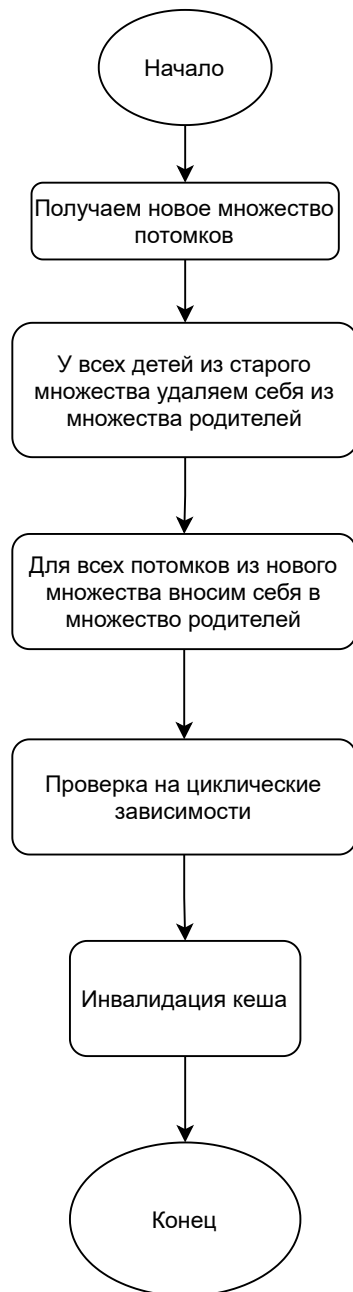 Начало
Получаем новое множество
потомков
У всех детей из старого
множества удаляем себя из
множества родителей
Для всех потомков из нового
множества вносим себя в
множество родителей
Проверка на циклические
зависимости
Инвалидация кеша
Конец